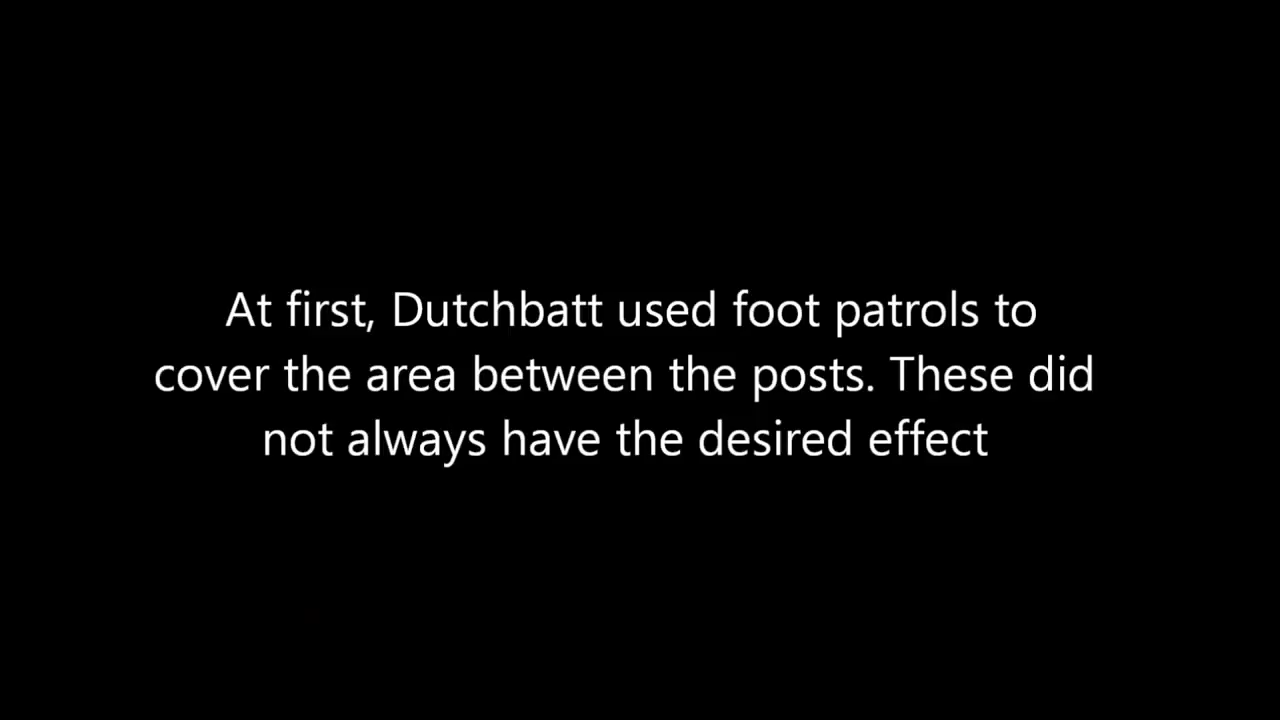 At first, Dutchbatt used foot patrols to
cover the area between the posts. These did
not always have the desired effect